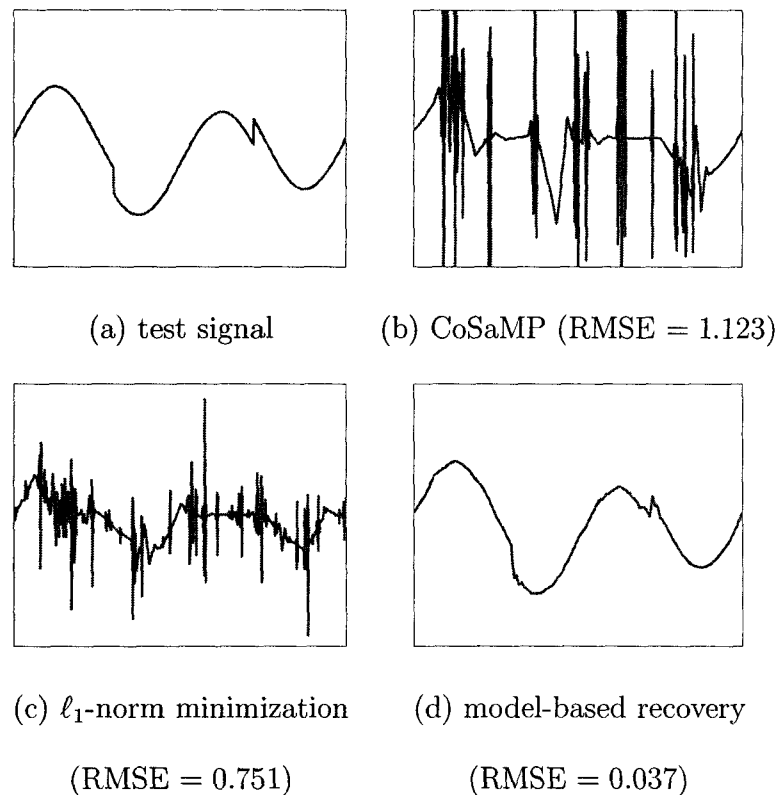 (a) test signal
(b) CoSaMP (RMSE = 1.123)
(c) ℓ₁-norm minimization
(d) model-based recovery
(RMSE = 0.751)
(RMSE = 0.037)